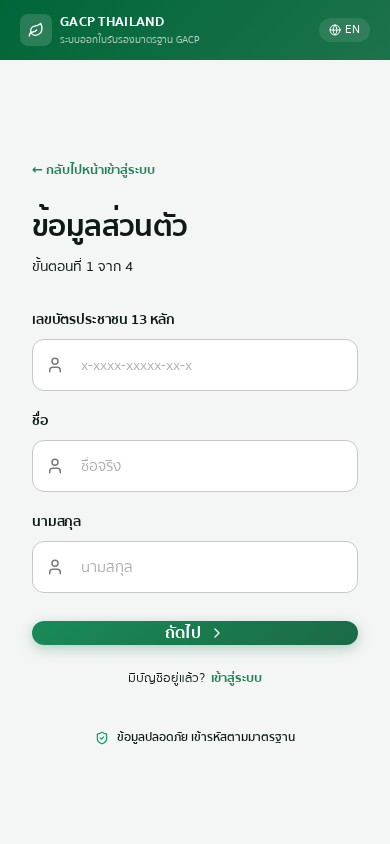 GACP THAILAND
ระบบออกใบรับรองมาตรฐาน GACP
EN
← กลับไปหน้าเข้าสู่ระบบ
ข้อมูลส่วนตัว
ขั้นตอนที่ 1 จาก 4
เลขบัตรประชาชน 13 หลัก
x-xxxx-xxxxx-xx-x
ชื่อ
ชื่อจริง
นามสกุล
นามสกุล
ถัดไป
มีบัญชีอยู่แล้ว? เข้าสู่ระบบ
ข้อมูลปลอดภัย เข้ารหัสตามมาตรฐาน